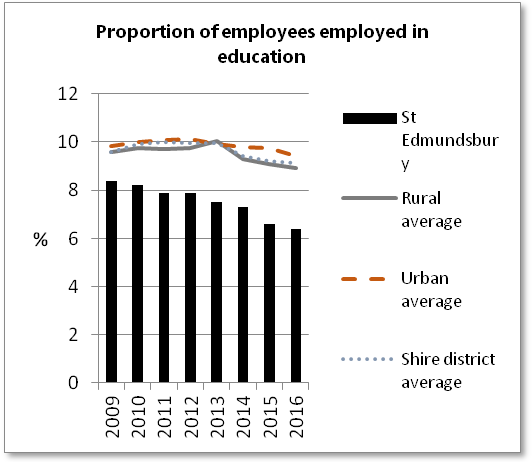 Proportion of employees employed in
education
12
10
8
6
4
2
0
%
2009
2010
2011
2012
2013
2014
2015
2016
St
Edmundsbur
y
Rural
average
Urban
average
Shire district
average